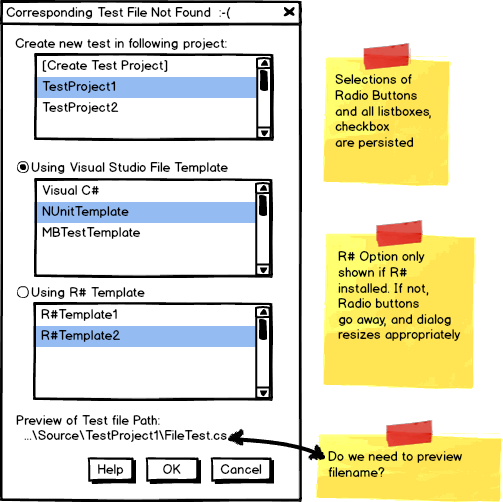 Corresponding Test File Not Found :-(
Create new test in following project:
[Create Test Project]
TestProject1
TestProject2
Using Visual Studio File Template
Visual C#
NUnitTemplate
MBTestTemplate
Using R# Template
R#Template1
R#Template2
Preview of Test file Path:
...\Source\TestProject1\FileTest.cs
Help
OK
Cancel
Selections of
Radio Buttons
and all listboxes,
checkbox
are persisted
R# Option only
shown if R#
installed. If not,
Radio buttons
go away, and dialog
resizes appropriately
Do we need to preview
filename?